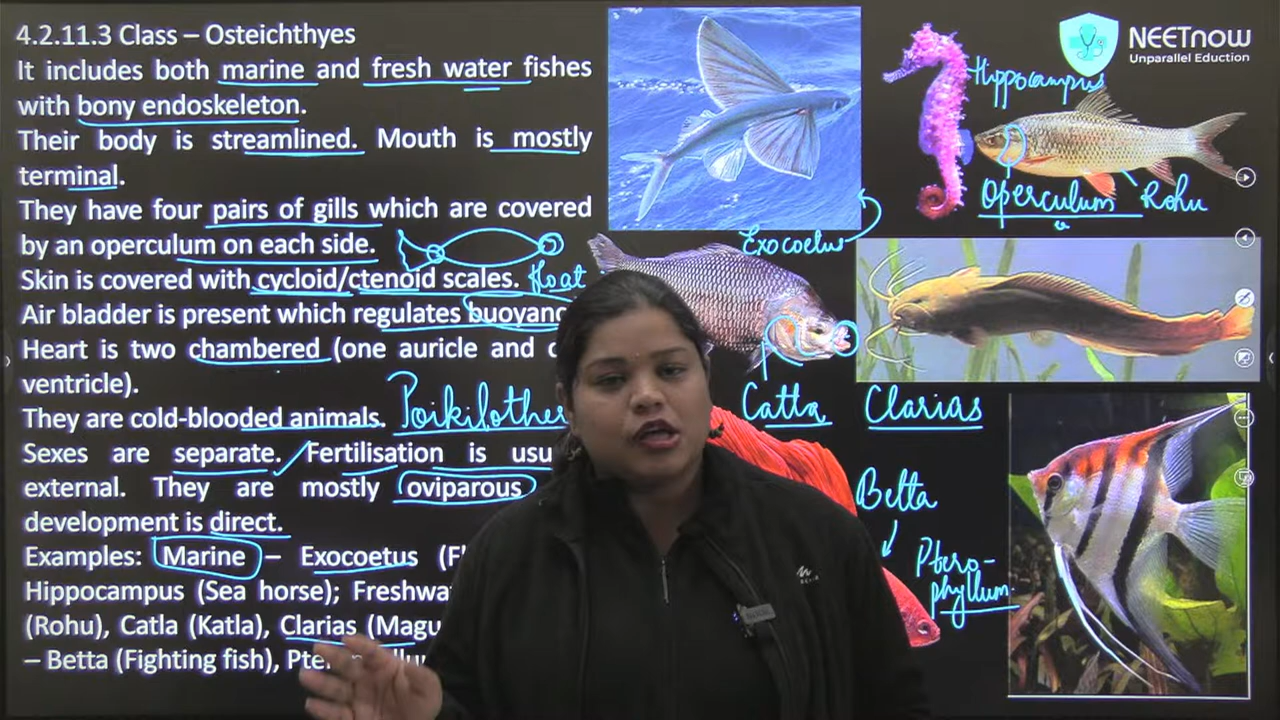 4.2.11.3 Class – Osteichthyes
It includes both marine and fresh water fishes
with bony endoskeleton.
Their body is streamlined. Mouth is mostly
terminal.
They have four pairs of gills which are covered
by an operculum on each side.
Skin is covered with cycloid/ctenoid scales.
Air bladder is present which regulates
Heart is two chambered (one auricle and
ventricle).
They are cold-blooded animals.
Sexes are separate. Fertilisation is
external. They are mostly oviparous
development is direct.
Examples: Marine – Exocoetus
Hippocampus (Sea horse);
(Rohu), Catla (Katla), Clarias
– Betta (Fighting fish),
float
NEETnow
Unparallel Eduction
Hippocampus
Operculum
Rohu
Exocoetus
Catta
Clarias
Betta
Ptero-
phyllum.